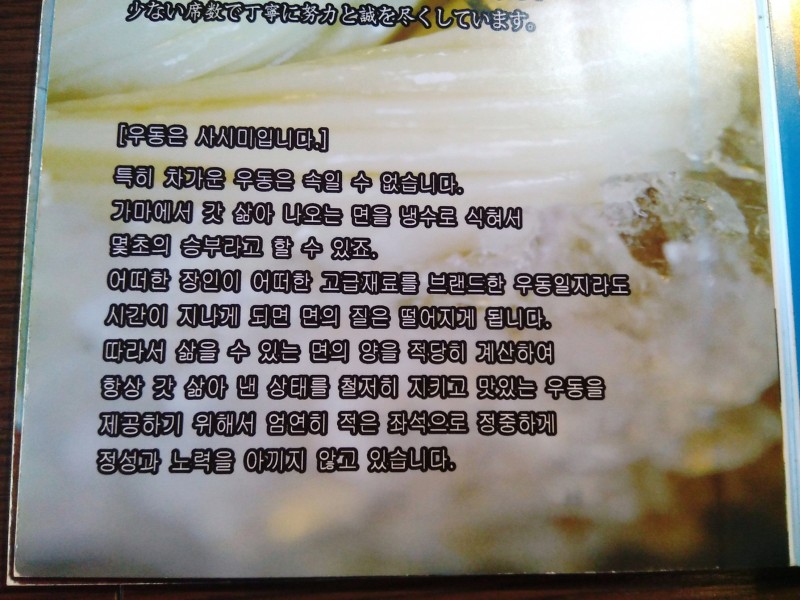 少ない席数で丁寧に努力と誠を尽くしています。
[우동은 사시미입니다.]
특히 차가운 우동은 속일 수 없습니다.
가마에서 갓 삶아 나오는 면을 냉수로 식혀서
몇초의 승부라고 할 수 있죠.
어떠한 장인이 어떠한 고급재료를 브랜드한 우동일지라도
시간이 지나게 되면 면의 질은 떨어지게 됩니다.
따라서 삶을 수 있는 면의 양을 적당히 계산하여
항상 갓 삶아 낸 상태를 철저히 지키고 맛있는 우동을
제공하기 위해서 엄연히 적은 좌석으로 정중하게
정성과 노력을 아끼지 않고 있습니다.